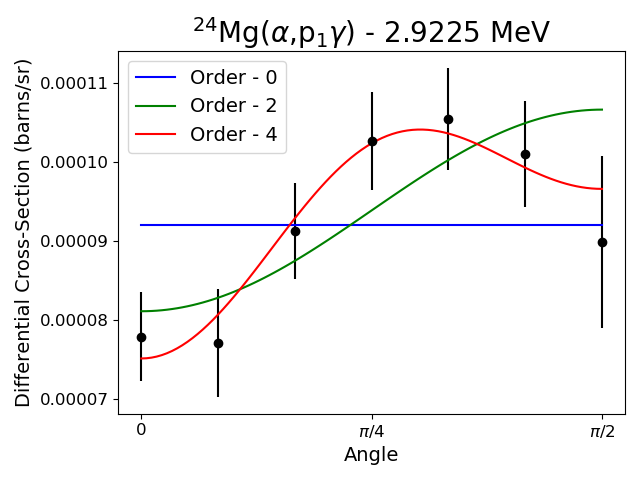 ²⁴Mg(α,p₁γ) - 2.9225 MeV
Order - 0
Order - 2
Order - 4
Differential Cross-Section (barns/sr)
0.00011
0.00010
0.00009
0.00008
0.00007
0
π/4
π/2
Angle